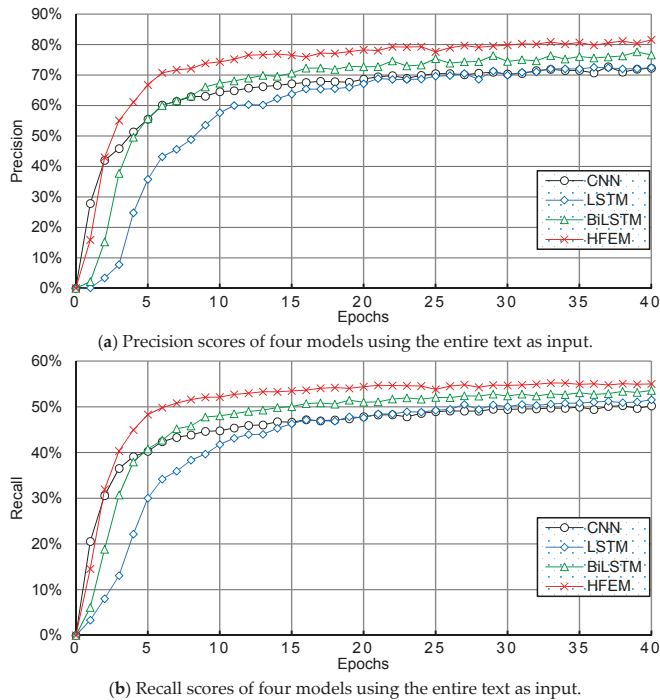 90%
80%
70%
60%
50%
40%
30%
20%
10%
0%
Precision
0 5 10 15 20 25 30 35 40
Epochs
CNN
LSTM
BiLSTM
HFEM
(a) Precision scores of four models using the entire text as input.
60%
50%
40%
30%
20%
10%
0%
Recall
0 5 10 15 20 25 30 35 40
Epochs
CNN
LSTM
BiLSTM
HFEM
(b) Recall scores of four models using the entire text as input.